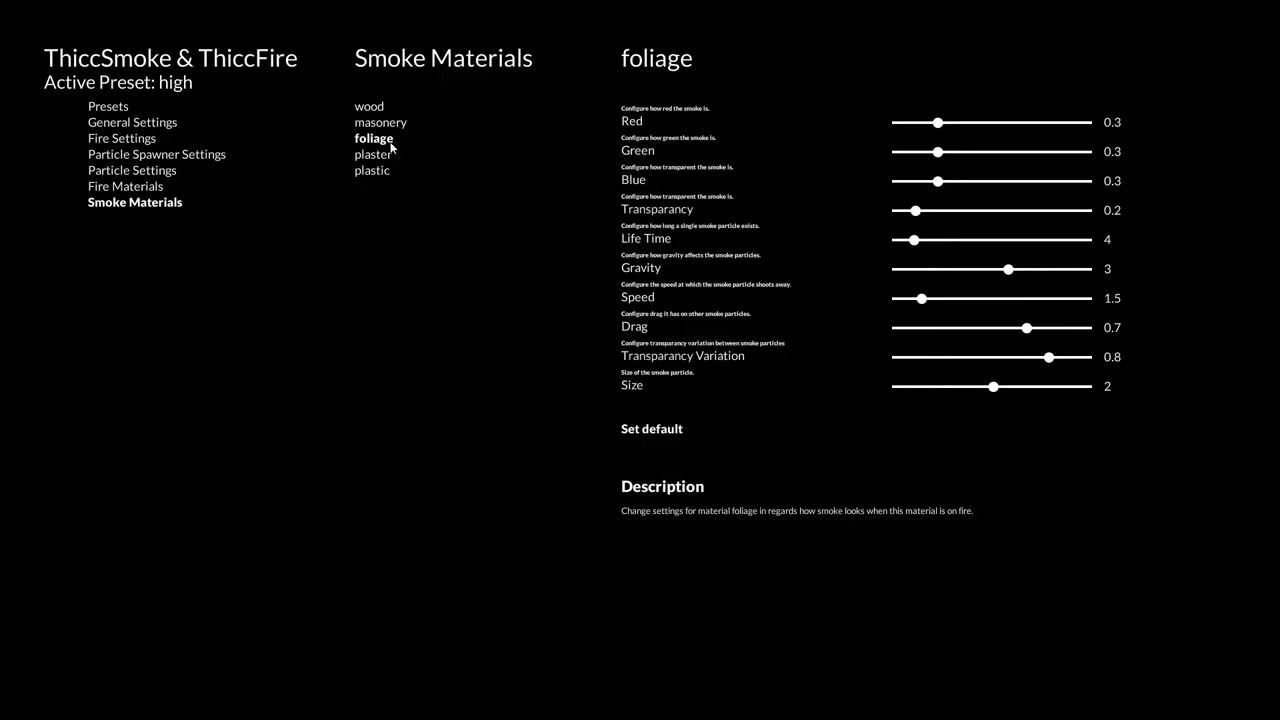 ThiccSmoke & ThiccFire
Active Preset: high
Presets
General Settings
Fire Settings
Particle Spawner Settings
Particle Settings
Fire Materials
Smoke Materials
Smoke Materials
wood
masonery
foliage
plaster
plastic
foliage
Configure how red the smoke is.
Red 0.3
Configure how green the smoke is.
Green 0.3
Configure how transparent the smoke is.
Blue 0.3
Configure how transparent the smoke is.
Transparancy 0.2
Configure how long a single smoke particle exists.
Life Time 4
Configure how gravity affects the smoke particles.
Gravity 3
Configure the speed at which the smoke particle shoots away.
Speed 1.5
Configure drag it has on other smoke particles.
Drag 0.7
Configure transparancy variation between smoke particles
Transparancy Variation 0.8
Size of the smoke particle.
Size 2
Set default
Description
Change settings for material foliage in regards how smoke looks when this material is on fire.